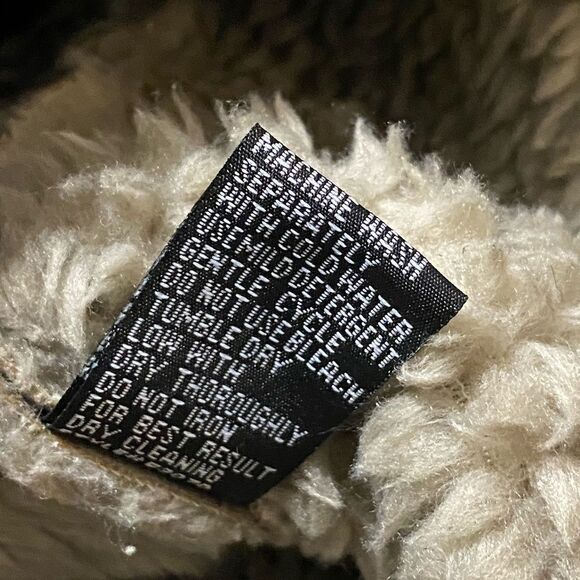 MACHINE WASH
SEPARATELY
WITH COLD WATER
USE MILD DETERGENT
GENTLE CYCLE
DO NOT USE BLEACH
TUMBLE DRY
LOW WITH
DRY THOROUGHLY
DO NOT IRON
FOR BEST RESULT
DRY CLEANING